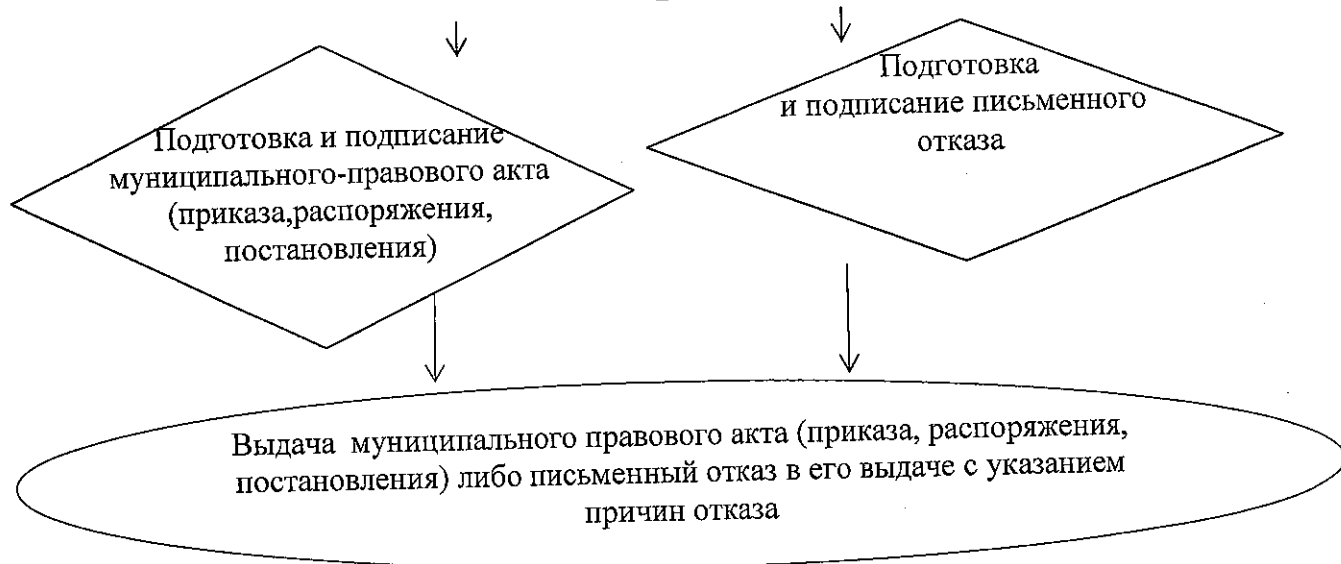 Подготовка и подписание
муниципального-правового акта
(приказа,распоряжения,
постановления)
Подготовка
и подписание письменного
отказа
Выдача муниципального правового акта (приказа, распоряжения,
постановления) либо письменный отказ в его выдаче с указанием
причин отказа